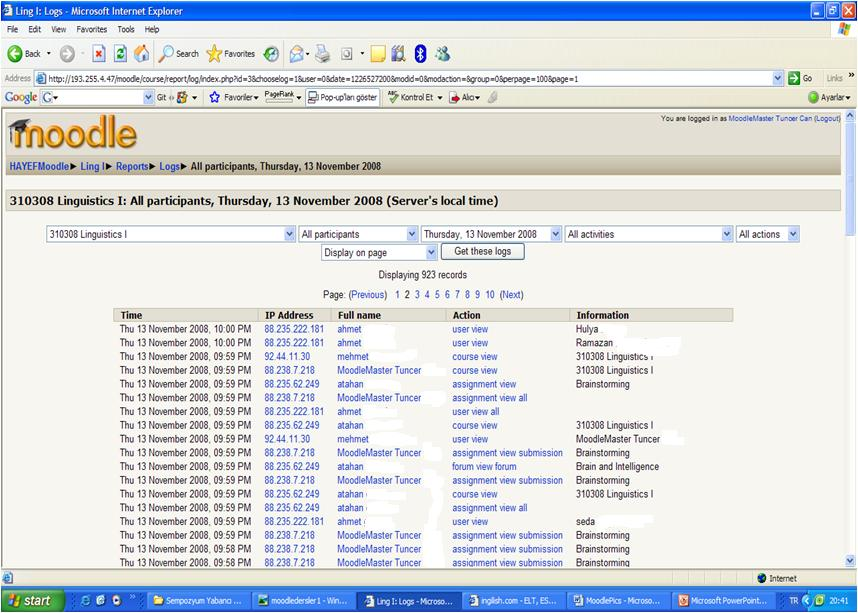 Ling I: Logs - Microsoft Internet Explorer
File Edit View Favorites Tools Help
Back Search Favorites
Address http://193.255.4.47/moodle/course/report/log/index.php?id=3&chooselog=1&user=0&date=1226527200&modid=0&modaction=&group=0&perpage=100&page=1 Go Links »
Google G Git Favoriler PageRank Pop-up'ları göster Kontrol Et Alıcı Ayarlar
moodle
You are logged in as MoodleMaster Tuncer Can (Logout)
HAYEFMoodle ► Ling I ► Reports ► Logs ► All participants, Thursday, 13 November 2008
310308 Linguistics I: All participants, Thursday, 13 November 2008 (Server's local time)
310308 Linguistics I All participants Thursday, 13 November 2008 All activities All actions
Display on page Get these logs
Displaying 923 records
Page: (Previous) 1 2 3 4 5 6 7 8 9 10 (Next)
Time IP Address Full name Action Information
Thu 13 November 2008, 10:00 PM 88.235.222.181 ahmet user view Hulya
Thu 13 November 2008, 10:00 PM 88.235.222.181 ahmet user view Ramazan
Thu 13 November 2008, 09:59 PM 92.44.11.30 mehmet course view 310308 Linguistics I
Thu 13 November 2008, 09:59 PM 88.238.7.218 MoodleMaster Tuncer course view 310308 Linguistics I
Thu 13 November 2008, 09:59 PM 88.235.62.249 atahan assignment view Brainstorming
Thu 13 November 2008, 09:59 PM 88.238.7.218 MoodleMaster Tuncer assignment view all
Thu 13 November 2008, 09:59 PM 88.235.222.181 ahmet user view all
Thu 13 November 2008, 09:59 PM 88.235.62.249 atahan course view 310308 Linguistics I
Thu 13 November 2008, 09:59 PM 92.44.11.30 mehmet user view MoodleMaster Tuncer
Thu 13 November 2008, 09:59 PM 88.238.7.218 MoodleMaster Tuncer assignment view submission Brainstorming
Thu 13 November 2008, 09:59 PM 88.235.62.249 atahan forum view forum Brain and Intelligence
Thu 13 November 2008, 09:59 PM 88.238.7.218 MoodleMaster Tuncer assignment view submission Brainstorming
Thu 13 November 2008, 09:59 PM 88.235.62.249 atahan course view 310308 Linguistics I
Thu 13 November 2008, 09:59 PM 88.235.62.249 atahan assignment view all
Thu 13 November 2008, 09:59 PM 88.235.222.181 ahmet user view seda
Thu 13 November 2008, 09:59 PM 88.238.7.218 MoodleMaster Tuncer assignment view submission Brainstorming
Thu 13 November 2008, 09:59 PM 88.238.7.218 MoodleMaster Tuncer assignment view submission Brainstorming
Thu 13 November 2008, 09:58 PM 88.238.7.218 MoodleMaster Tuncer assignment view submission Brainstorming
Internet
start » Sempozyum Yabancı ... moodledersler1 - Win... Ling I: Logs - Microso... inglish.com - ELT, ES... MoodlePics - Microso... Microsoft PowerPoint... TR 20:41